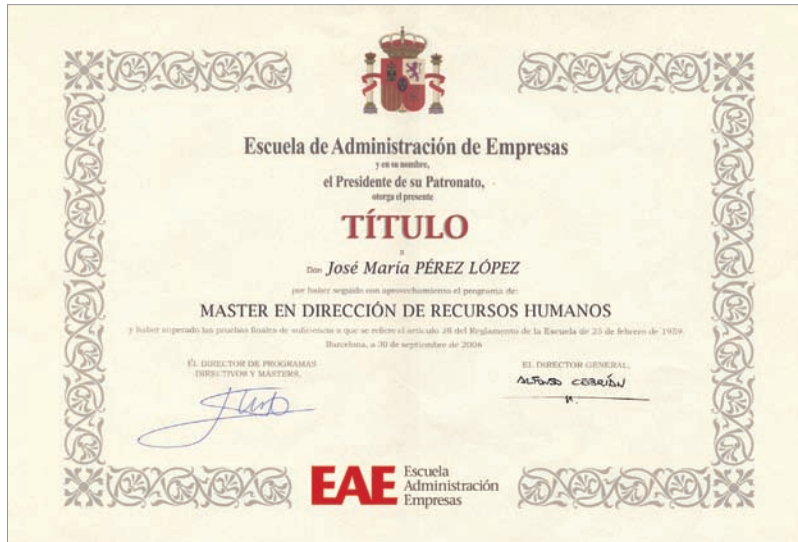 Escuela de Administración de Empresas
y en su nombre,
el Presidente de su Patronato,
otorga el presente
TÍTULO
a
Don José María PÉREZ LÓPEZ
por haber seguido con aprovechamiento el programa de:
MASTER EN DIRECCIÓN DE RECURSOS HUMANOS
y haber superado las pruebas finales de suficiencia a que se refiere el artículo 28 del Reglamento de la Escuela de 25 de febrero de 1959.
Barcelona, a 30 de septiembre de 2006
EL DIRECTOR DE PROGRAMAS
DIRECTIVOS Y MASTERS,
EL DIRECTOR GENERAL,
ALFONSO CEBRIÁN
EAE
Escuela
Administración
Empresas